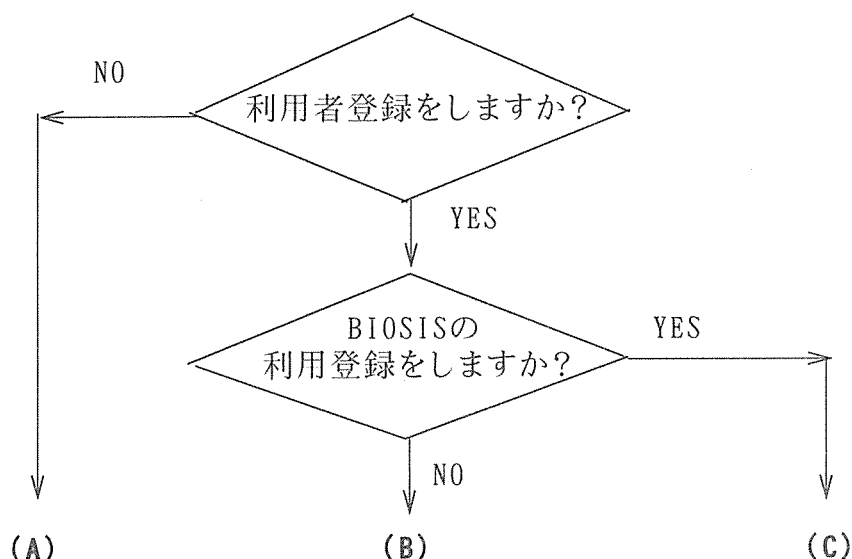 NO
利用者登録をしますか?
YES
BIOSISの
利用登録をしますか?
YES
NO
(A)
(B)
(C)